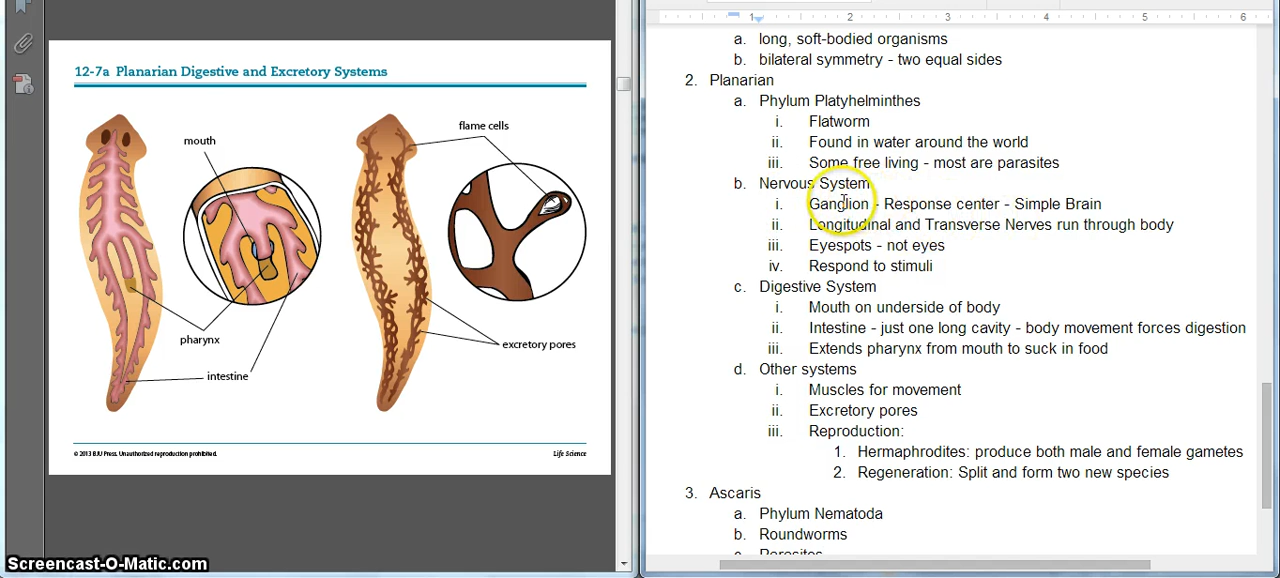 12-7a Planarian Digestive and Excretory Systems
mouth
flame cells
pharynx
intestine
excretory pores
© 2013 BJU Press. Unauthorized reproduction prohibited.
Life Science
Screencast-O-Matic.com
1 2 3 4 5 6
a. long, soft-bodied organisms
b. bilateral symmetry - two equal sides
2. Planarian
a. Phylum Platyhelminthes
i. Flatworm
ii. Found in water around the world
iii. Some free living - most are parasites
b. Nervous System
i. Ganglion - Response center - Simple Brain
ii. Longitudinal and Transverse Nerves run through body
iii. Eyespots - not eyes
iv. Respond to stimuli
c. Digestive System
i. Mouth on underside of body
ii. Intestine - just one long cavity - body movement forces digestion
iii. Extends pharynx from mouth to suck in food
d. Other systems
i. Muscles for movement
ii. Excretory pores
iii. Reproduction:
1. Hermaphrodites: produce both male and female gametes
2. Regeneration: Split and form two new species
3. Ascaris
a. Phylum Nematoda
b. Roundworms
c. Parasites